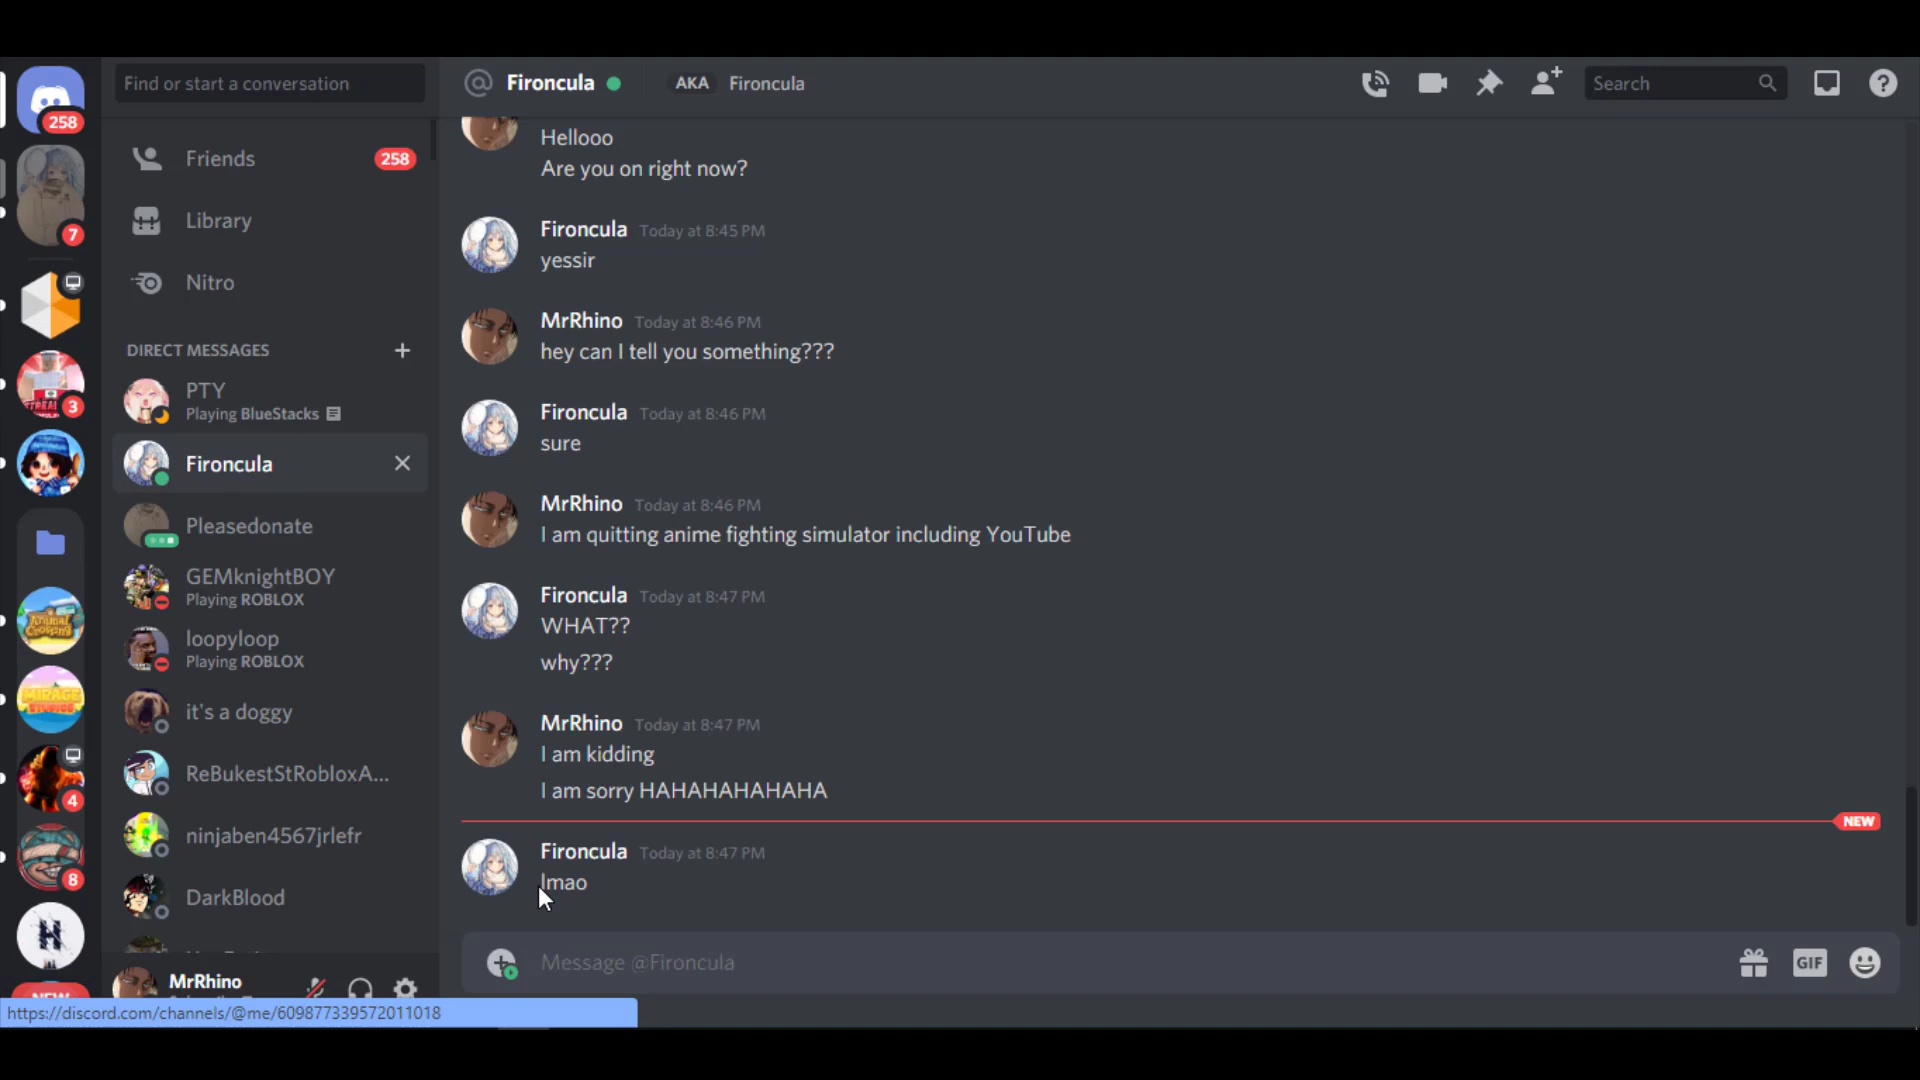 Find or start a conversation
Fironcula
AKA
Fironcula
Search
258
7
3
4
8
H
Friends
258
Library
Nitro
DIRECT MESSAGES
PTY
Playing BlueStacks
Fironcula
Pleasedonate
GEMknightBOY
Playing ROBLOX
loopyloop
Playing ROBLOX
it's a doggy
ReBukestStRobloxA...
ninjaben4567jrlefr
DarkBlood
MrRhino
Hellooo
Are you on right now?
Fironcula Today at 8:45 PM
yessir
MrRhino Today at 8:46 PM
hey can I tell you something???
Fironcula Today at 8:46 PM
sure
MrRhino Today at 8:46 PM
I am quitting anime fighting simulator including YouTube
Fironcula Today at 8:47 PM
WHAT??
why???
MrRhino Today at 8:47 PM
I am kidding
I am sorry HAHAHAHAHAHA
NEW
Fironcula Today at 8:47 PM
lmao
Message @Fironcula
GIF
https://discord.com/channels/@me/609877339572011018